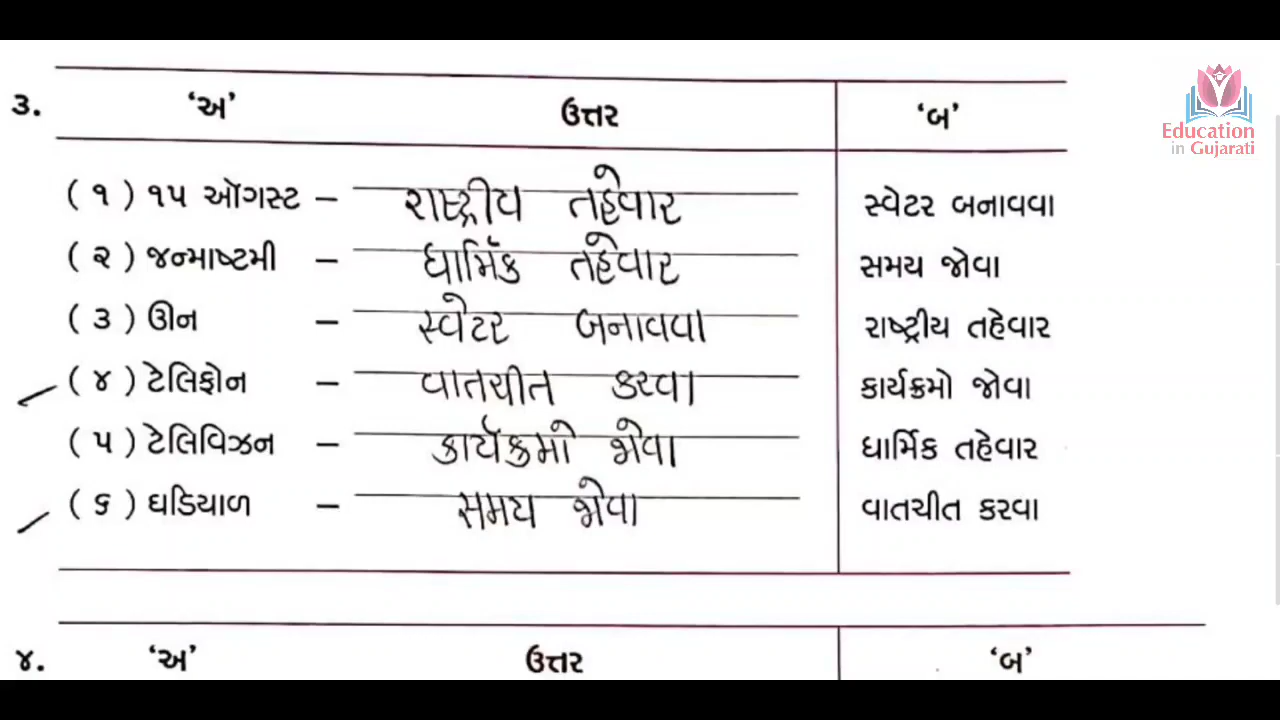 Education
in Gujarati
૩. ‘અ’ ઉત્તર ‘બ’
(૧) ૧૫ ઑગસ્ટ – રાષ્ટ્રીય તહેવાર સ્વેટર બનાવવા
(૨) જન્માષ્ટમી – ધાર્મિક તહેવાર સમય જોવા
(૩) ઊન – સ્વેટર બનાવવા રાષ્ટ્રીય તહેવાર
(૪) ટેલિફોન – વાતચીત કરવા કાર્યક્રમો જોવા
(૫) ટેલિવિઝન – કાર્યક્રમો જોવા ધાર્મિક તહેવાર
(૬) ઘડિયાળ – સમય જોવા વાતચીત કરવા
૪. ‘અ’ ઉત્તર ‘બ’